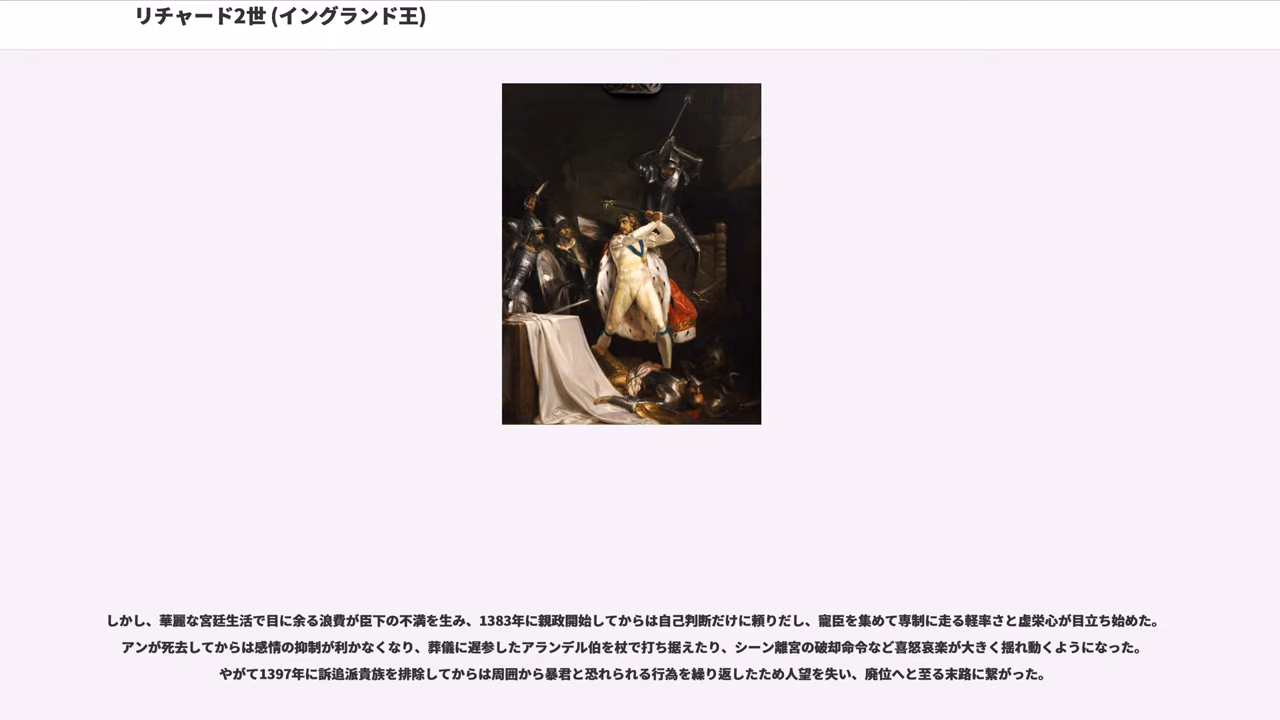 リチャード2世 (イングランド王)
しかし、華麗な宮廷生活で目に余る浪費が臣下の不満を生み、1383年に親政開始してからは自己判断だけに頼りだし、寵臣を集めて専制に走る軽率さと虚栄心が目立ち始めた。
アンが死去してからは感情の抑制が利かなくなり、葬儀に遅参したアランデル伯を杖で打ち据えたり、シーン離宮の破却命令など喜怒哀楽が大きく揺れ動くようになった。
やがて1397年に訴追派貴族を排除してからは周囲から暴君と恐れられる行為を繰り返したため人望を失い、廃位へと至る末路に繋がった。